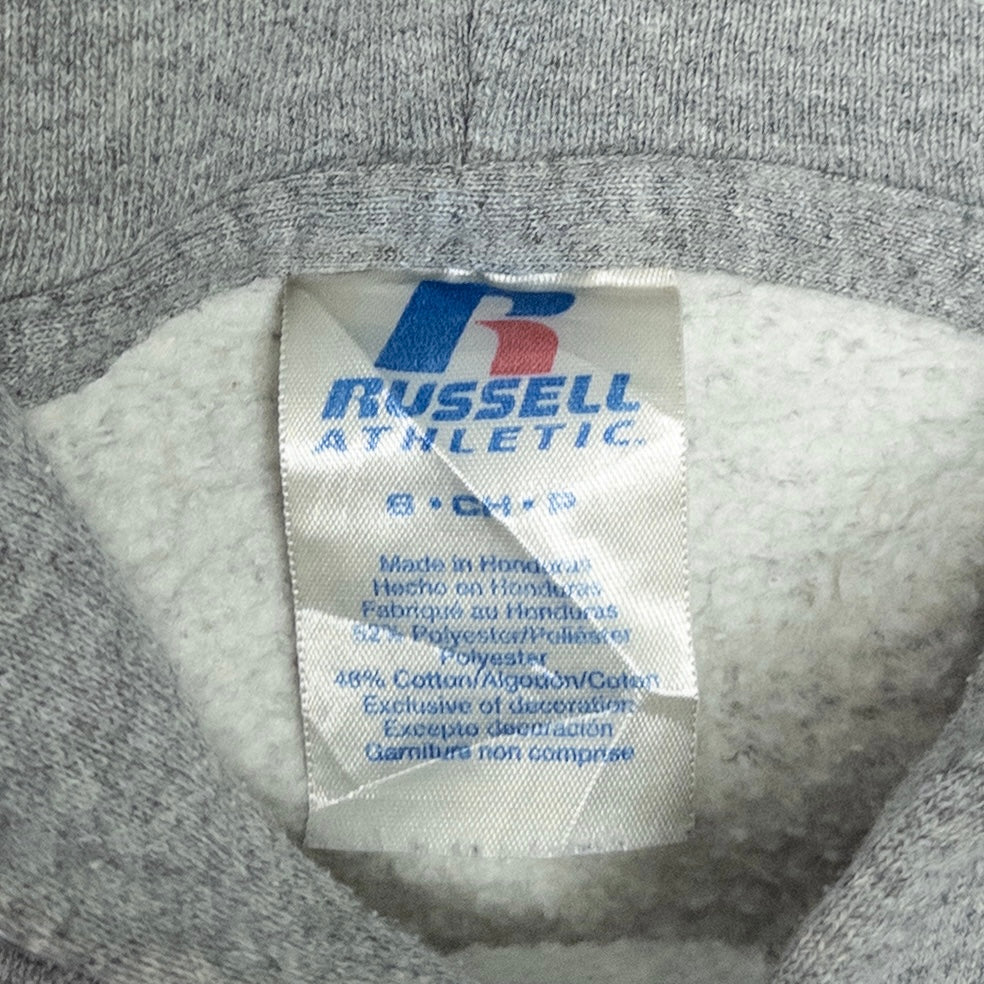 R
RUSSELL
ATHLETIC
S • CH • P
Made in Honduras
Hecho en Honduras
Fabriqué au Honduras
52% Polyester/Poliéster
Polyester
48% Cotton/Algodón/Coton
Exclusive of decoration
Excepto decoración
Garniture non comprise